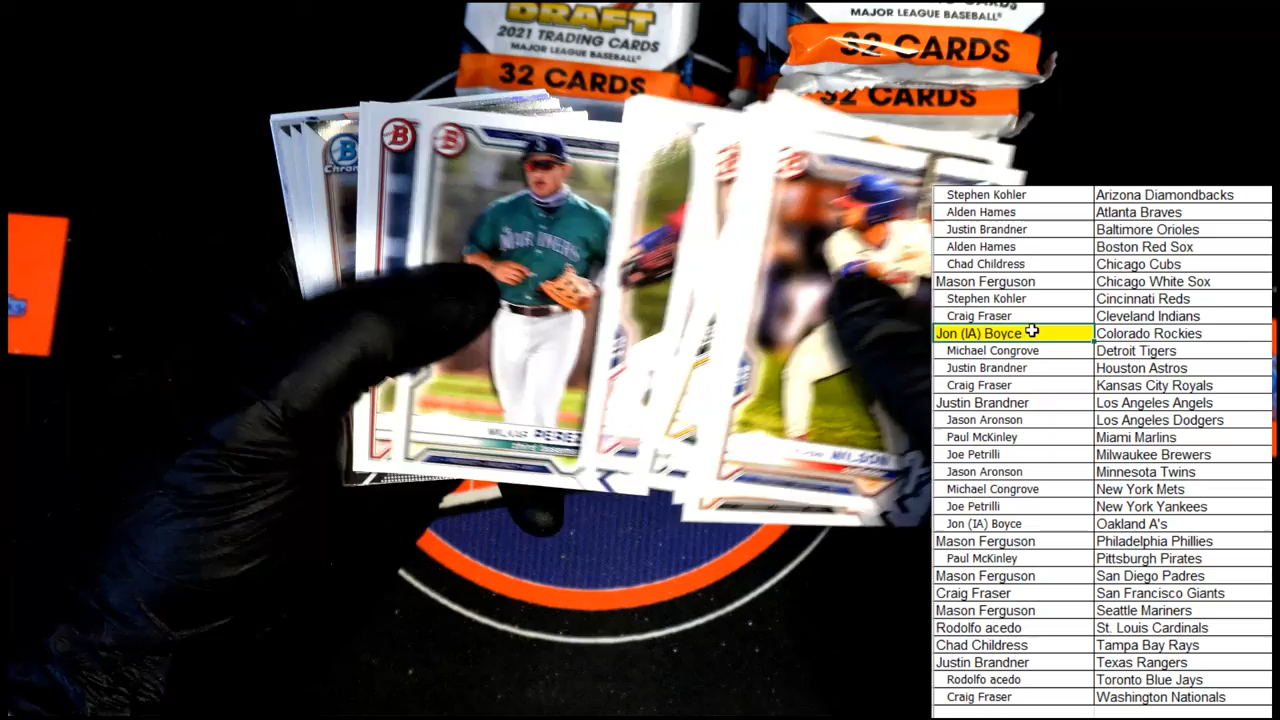 DRAFT
2021 TRADING CARDS
MAJOR LEAGUE BASEBALL
32 CARDS
MAJOR LEAGUE BASEBALL
32 CARDS
32 CARDS
B
Chrome
B
B
MARINERS
PEREZ
WILSON
Stephen Kohler Arizona Diamondbacks
Alden Hames Atlanta Braves
Justin Brandner Baltimore Orioles
Alden Hames Boston Red Sox
Chad Childress Chicago Cubs
Mason Ferguson Chicago White Sox
Stephen Kohler Cincinnati Reds
Craig Fraser Cleveland Indians
Jon (IA) Boyce Colorado Rockies
Michael Congrove Detroit Tigers
Justin Brandner Houston Astros
Craig Fraser Kansas City Royals
Justin Brandner Los Angeles Angels
Jason Aronson Los Angeles Dodgers
Paul McKinley Miami Marlins
Joe Petrilli Milwaukee Brewers
Jason Aronson Minnesota Twins
Michael Congrove New York Mets
Joe Petrilli New York Yankees
Jon (IA) Boyce Oakland A's
Mason Ferguson Philadelphia Phillies
Paul McKinley Pittsburgh Pirates
Mason Ferguson San Diego Padres
Craig Fraser San Francisco Giants
Mason Ferguson Seattle Mariners
Rodolfo acedo St. Louis Cardinals
Chad Childress Tampa Bay Rays
Justin Brandner Texas Rangers
Rodolfo acedo Toronto Blue Jays
Craig Fraser Washington Nationals